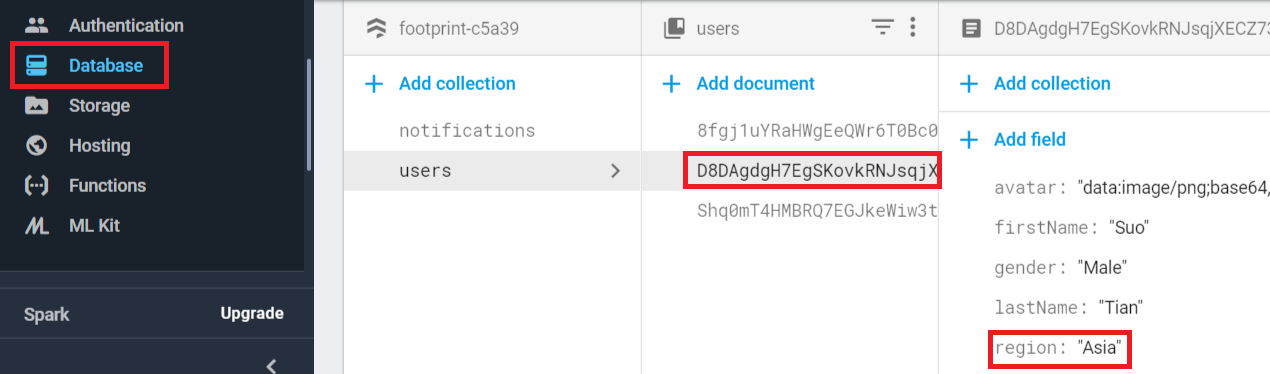 Authentication
Database
Storage
Hosting
Functions
ML Kit
Spark Upgrade
footprint-c5a39
Add collection
notifications
users
users
Add document
8fgj1uYRaHWgEeQWr6T0Bc0
D8DAgdgH7EgSKovkRNJsqjX
Shq0mT4HMBRQ7EGJkeWiw3t
D8DAgdgH7EgSKovkRNJsqjXECZ73
Add collection
Add field
avatar: "data:image/png;base64,
firstName: "Suo"
gender: "Male"
lastName: "Tian"
region: "Asia"